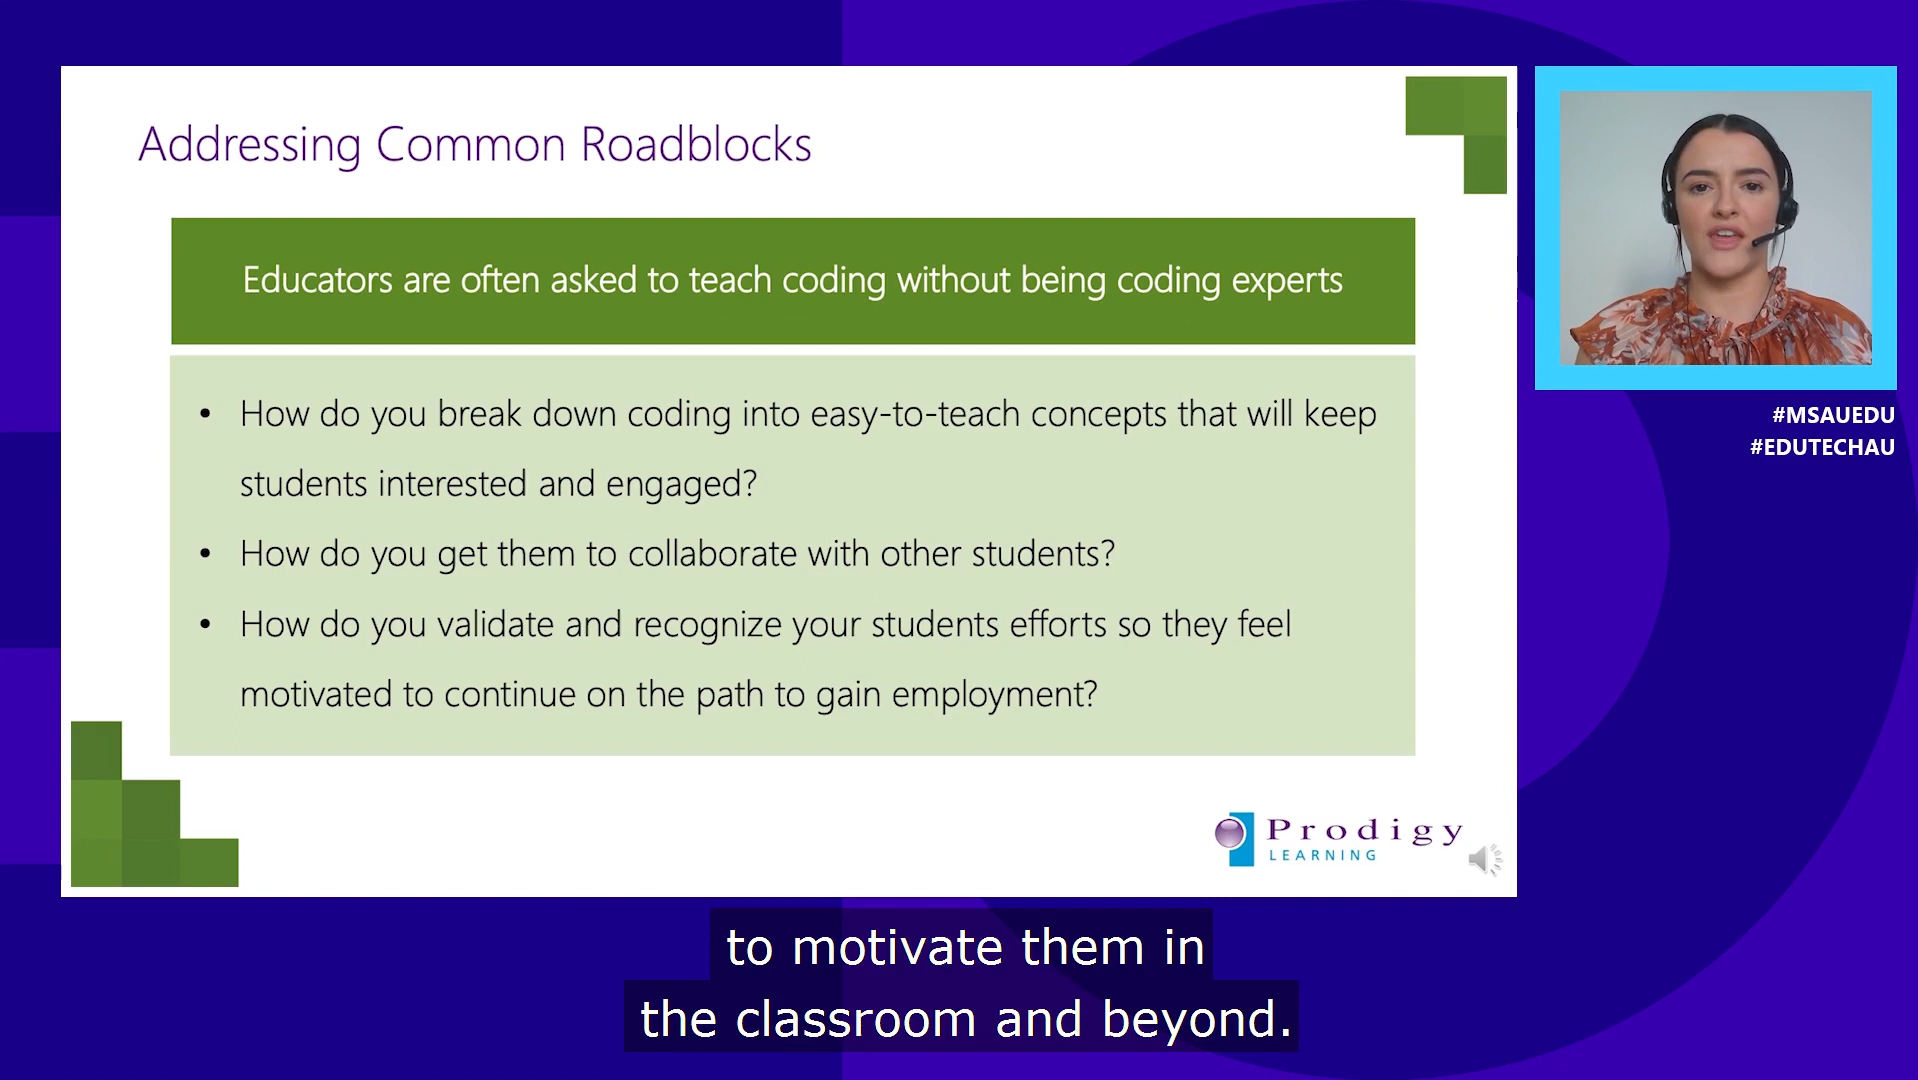 Addressing Common Roadblocks
Educators are often asked to teach coding without being coding experts
• How do you break down coding into easy-to-teach concepts that will keep
students interested and engaged?
• How do you get them to collaborate with other students?
• How do you validate and recognize your students efforts so they feel
motivated to continue on the path to gain employment?
Prodigy
LEARNING
#MSAUEDU
#EDUTECHAU
to motivate them in
the classroom and beyond.